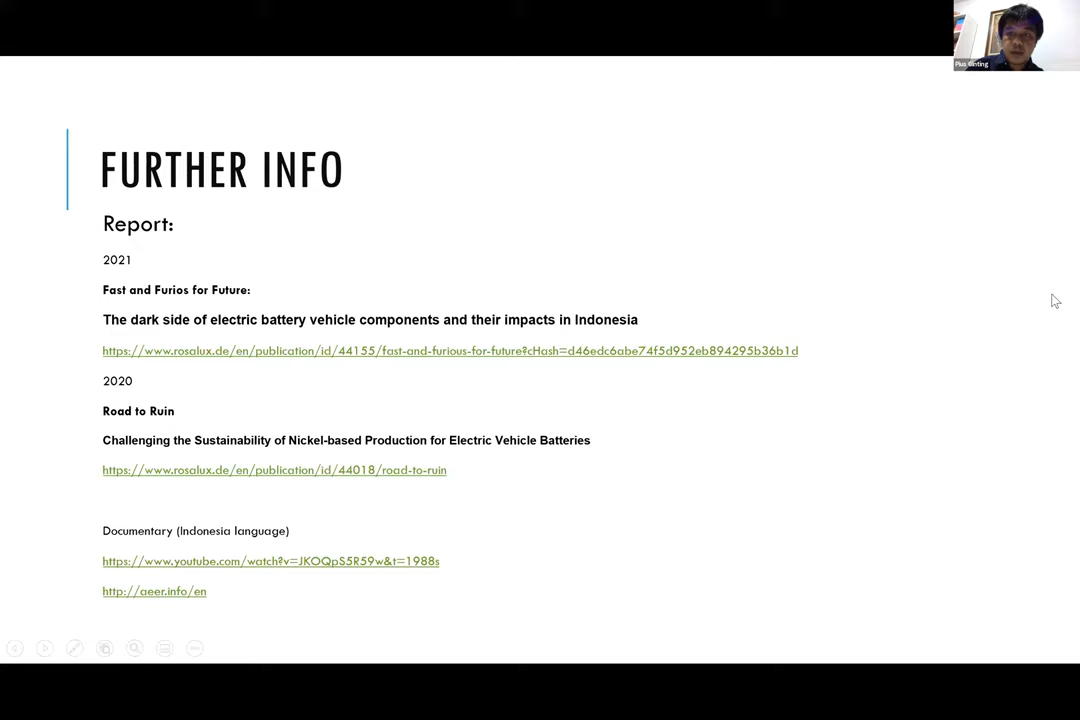 Pius Ginting
FURTHER INFO
Report:
2021
Fast and Furios for Future:
The dark side of electric battery vehicle components and their impacts in Indonesia
https://www.rosalux.de/en/publication/id/44155/fast-and-furious-for-future?cHash=d46edc6abe74f5d952eb894295b36b1d
2020
Road to Ruin
Challenging the Sustainability of Nickel-based Production for Electric Vehicle Batteries
https://www.rosalux.de/en/publication/id/44018/road-to-ruin
Documentary (Indonesia language)
https://www.youtube.com/watch?v=JKOQpS5R59w&t=1988s
http://aeer.info/en